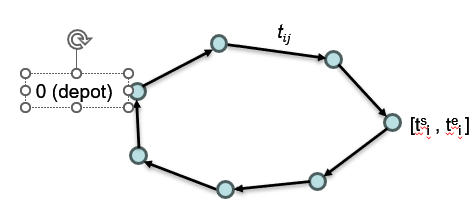 t_ij
0 (depot)
[t^s_i , t^e_i]